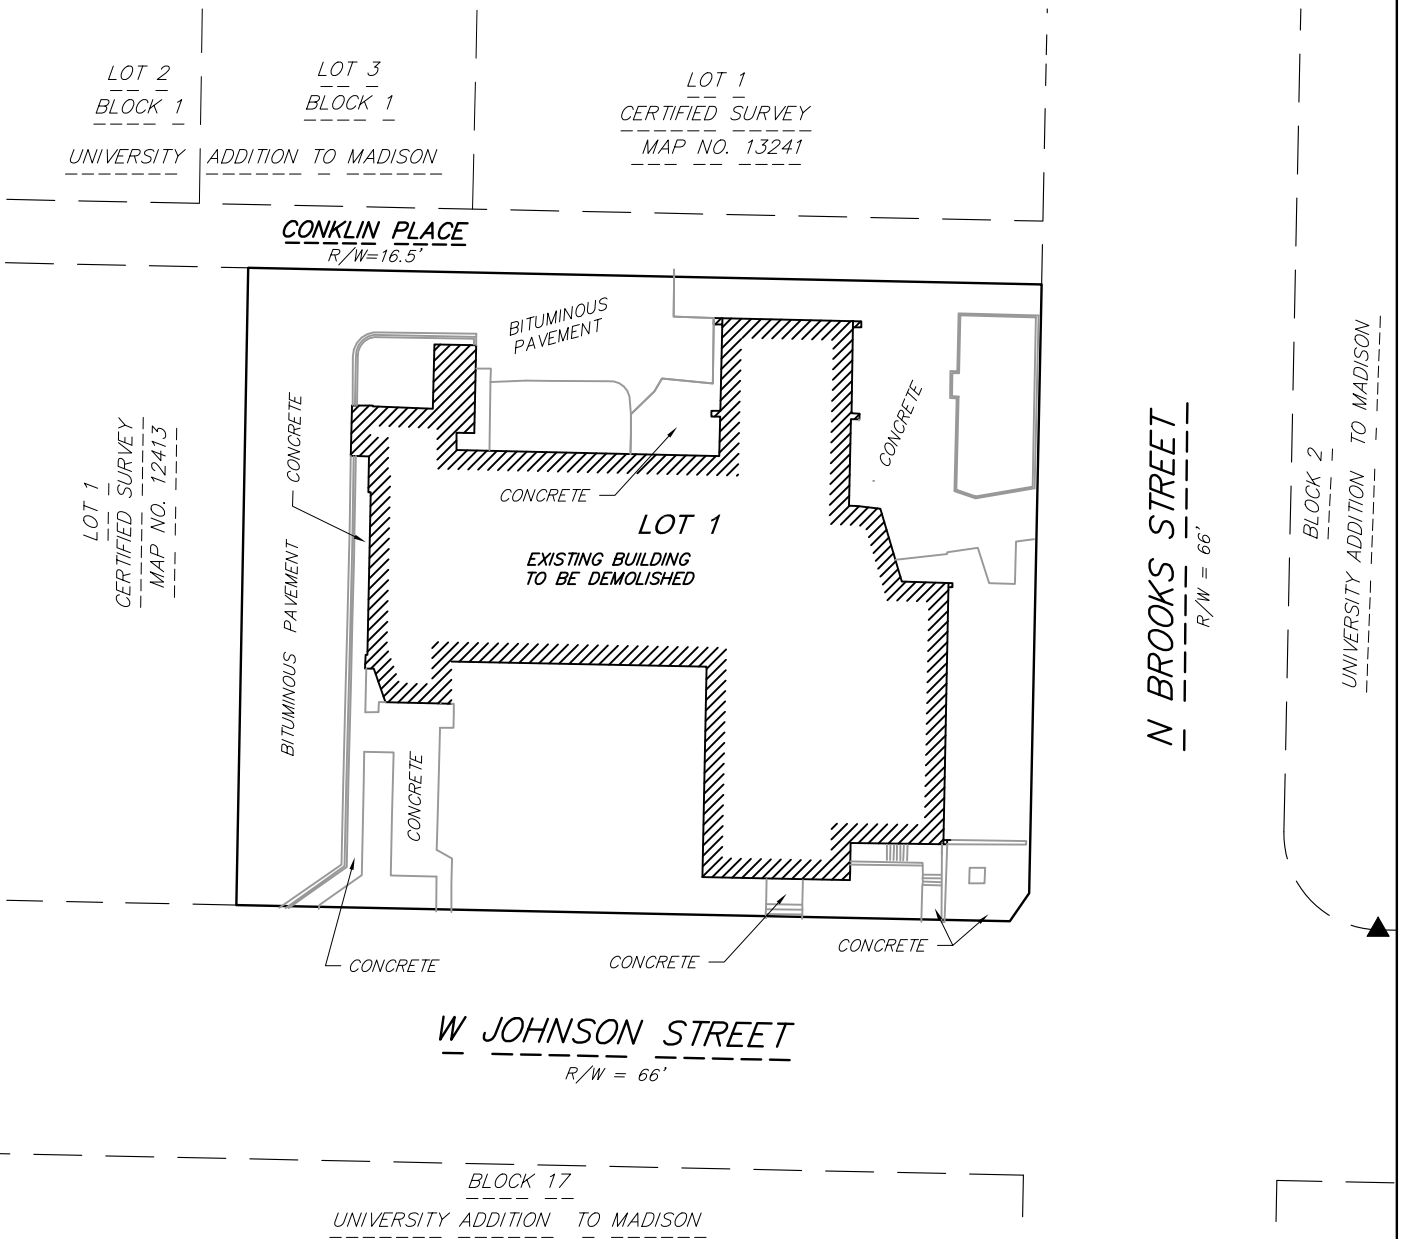 LOT 2
BLOCK 1
LOT 3
BLOCK 1
UNIVERSITY ADDITION TO MADISON
LOT 1
CERTIFIED SURVEY
MAP NO. 13241
CONKLIN PLACE
R/W=16.5'
BITUMINOUS
PAVEMENT
CONCRETE
CONCRETE
CONCRETE
LOT 1
EXISTING BUILDING
TO BE DEMOLISHED
LOT 1
CERTIFIED SURVEY
MAP NO. 12413
BITUMINOUS PAVEMENT
CONCRETE
N BROOKS STREET
R/W = 66'
BLOCK 2
UNIVERSITY ADDITION TO MADISON
CONCRETE
CONCRETE
CONCRETE
W JOHNSON STREET
R/W = 66'
BLOCK 17
UNIVERSITY ADDITION TO MADISON